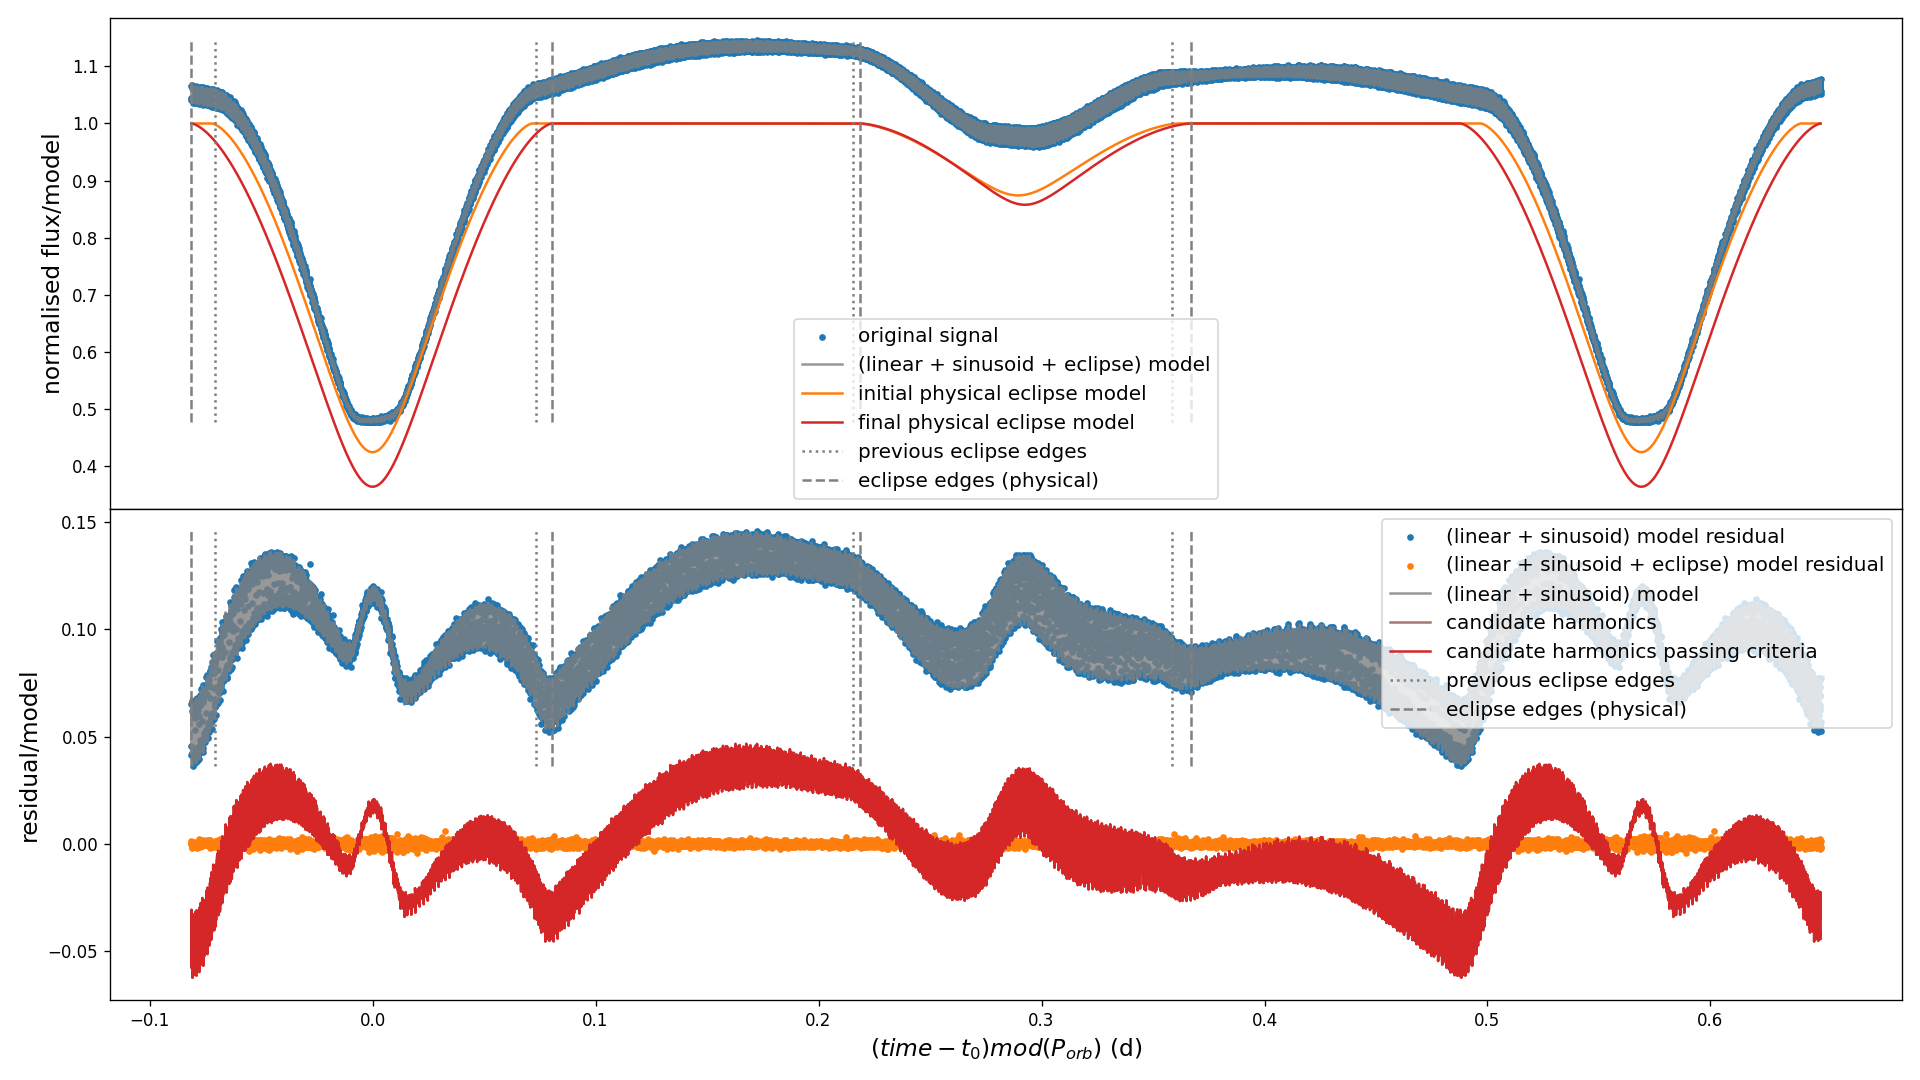 normalised flux/model
1.1
1.0
0.9
0.8
0.7
0.6
0.5
0.4
original signal
(linear + sinusoid + eclipse) model
initial physical eclipse model
final physical eclipse model
previous eclipse edges
eclipse edges (physical)
residual/model
0.15
0.10
0.05
0.00
−0.05
(linear + sinusoid) model residual
(linear + sinusoid + eclipse) model residual
(linear + sinusoid) model
candidate harmonics
candidate harmonics passing criteria
previous eclipse edges
eclipse edges (physical)
−0.1 0.0 0.1 0.2 0.3 0.4 0.5 0.6
(time − t₀)mod(P_orb) (d)